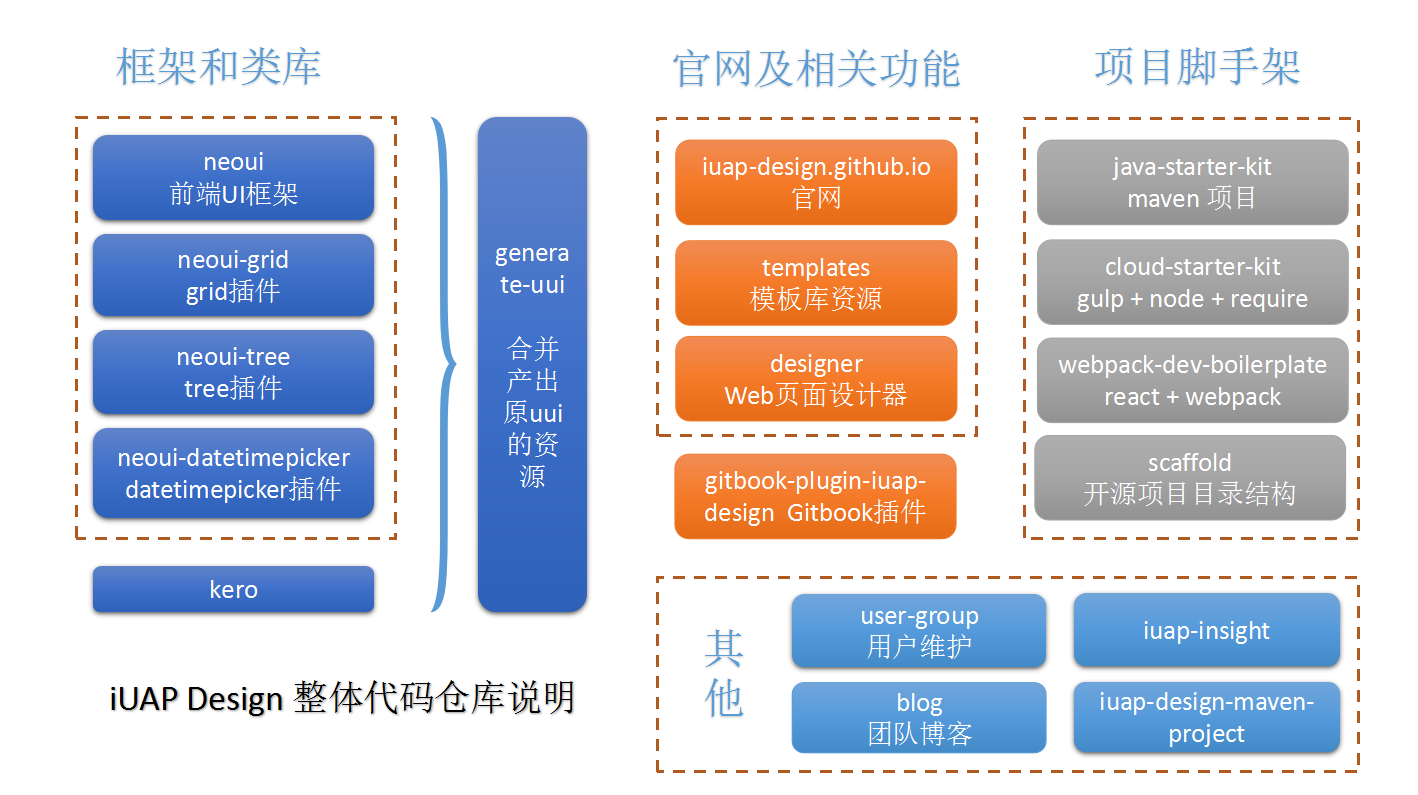 框架和类库
neoui
前端UI框架
neoui-grid
grid插件
neoui-tree
tree插件
neoui-datetimepicker
datetimepicker插件
kero
genera
te-uui
合并
产出
原uui
的资
源
iUAP Design 整体代码仓库说明
官网及相关功能
iuap-design.github.io
官网
templates
模板库资源
designer
Web页面设计器
gitbook-plugin-iuap-
design Gitbook插件
项目脚手架
java-starter-kit
maven 项目
cloud-starter-kit
gulp + node + require
webpack-dev-boilerplate
react + webpack
scaffold
开源项目目录结构
其
他
user-group
用户维护
iuap-insight
blog
团队博客
iuap-design-maven-
project